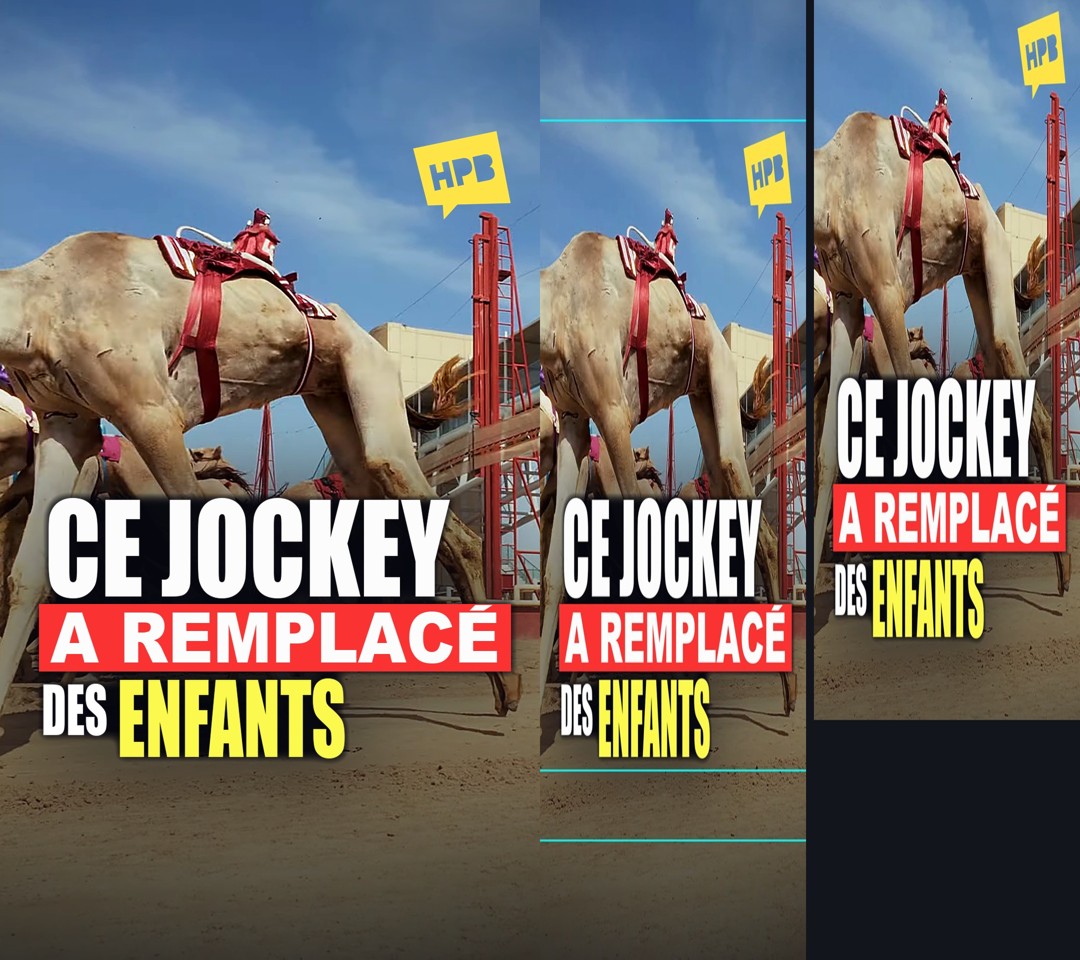 HPB
CE JOCKEY
A REMPLACÉ
DES ENFANTS
HPB
CE JOCKEY
A REMPLACÉ
DES ENFANTS
HPB
CE JOCKEY
A REMPLACÉ
DES ENFANTS